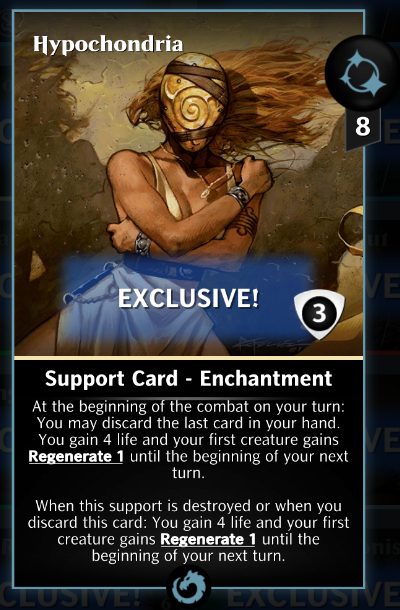 Hypochondria
8
EXCLUSIVE!
3
Support Card - Enchantment
At the beginning of the combat on your turn:
You may discard the last card in your hand.
You gain 4 life and your first creature gains
Regenerate 1 until the beginning of your next
turn.
When this support is destroyed or when you
discard this card: You gain 4 life and your first
creature gains Regenerate 1 until the
beginning of your next turn.